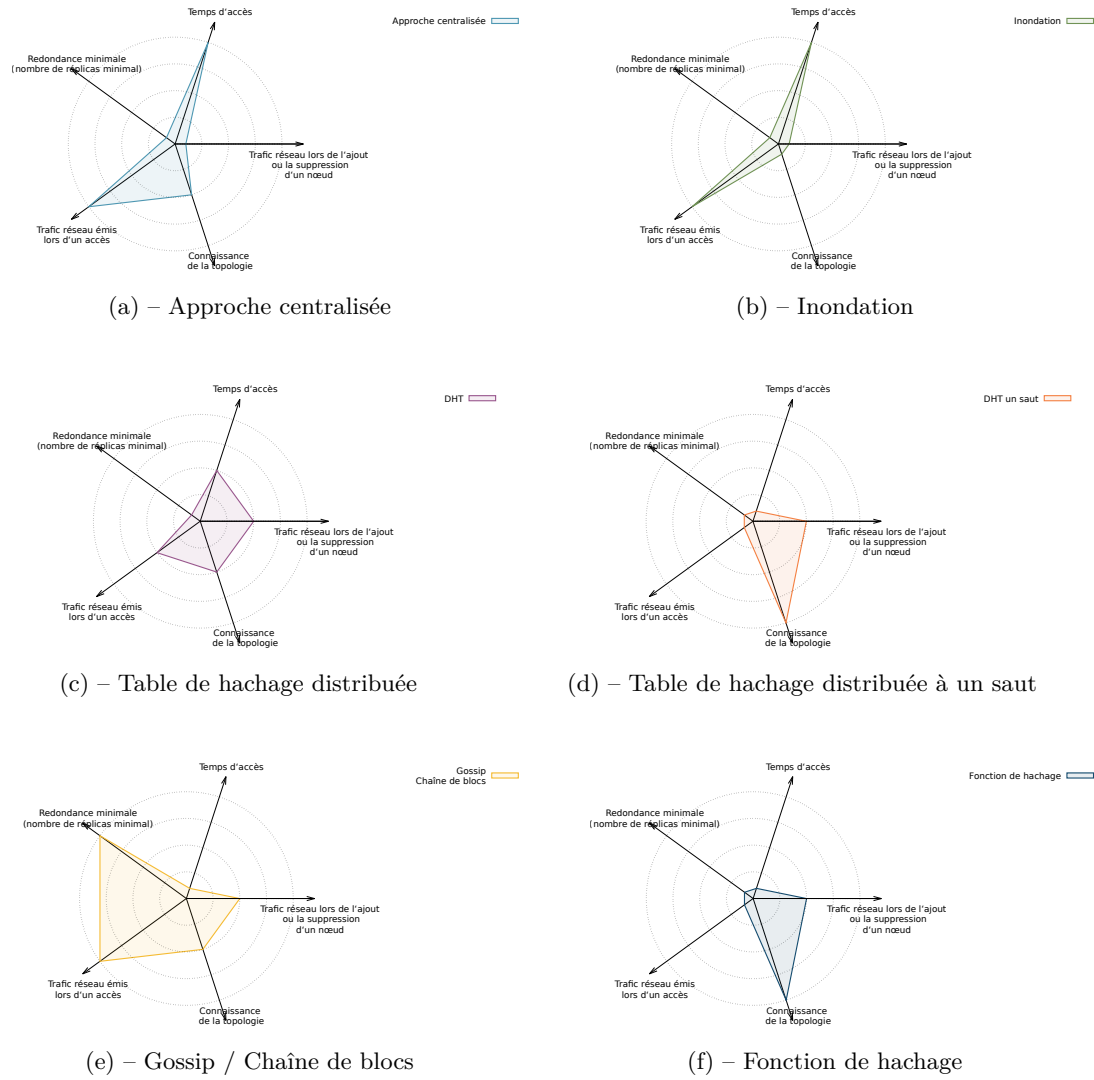 Temps d’accès
Approche centralisée
Redondance minimale
(nombre de réplicas minimal)
Trafic réseau lors de l’ajout
ou la suppression
d’un nœud
Trafic réseau émis
lors d’un accès
Connaissance
de la topologie
(a) – Approche centralisée
Temps d’accès
Inondation
Redondance minimale
(nombre de réplicas minimal)
Trafic réseau lors de l’ajout
ou la suppression
d’un nœud
Trafic réseau émis
lors d’un accès
Connaissance
de la topologie
(b) – Inondation
Temps d’accès
DHT
Redondance minimale
(nombre de réplicas minimal)
Trafic réseau lors de l’ajout
ou la suppression
d’un nœud
Trafic réseau émis
lors d’un accès
Connaissance
de la topologie
(c) – Table de hachage distribuée
Temps d’accès
DHT un saut
Redondance minimale
(nombre de réplicas minimal)
Trafic réseau lors de l’ajout
ou la suppression
d’un nœud
Trafic réseau émis
lors d’un accès
Connaissance
de la topologie
(d) – Table de hachage distribuée à un saut
Temps d’accès
Gossip
Chaîne de blocs
Redondance minimale
(nombre de réplicas minimal)
Trafic réseau lors de l’ajout
ou la suppression
d’un nœud
Trafic réseau émis
lors d’un accès
Connaissance
de la topologie
(e) – Gossip / Chaîne de blocs
Temps d’accès
Fonction de hachage
Redondance minimale
(nombre de réplicas minimal)
Trafic réseau lors de l’ajout
ou la suppression
d’un nœud
Trafic réseau émis
lors d’un accès
Connaissance
de la topologie
(f) – Fonction de hachage